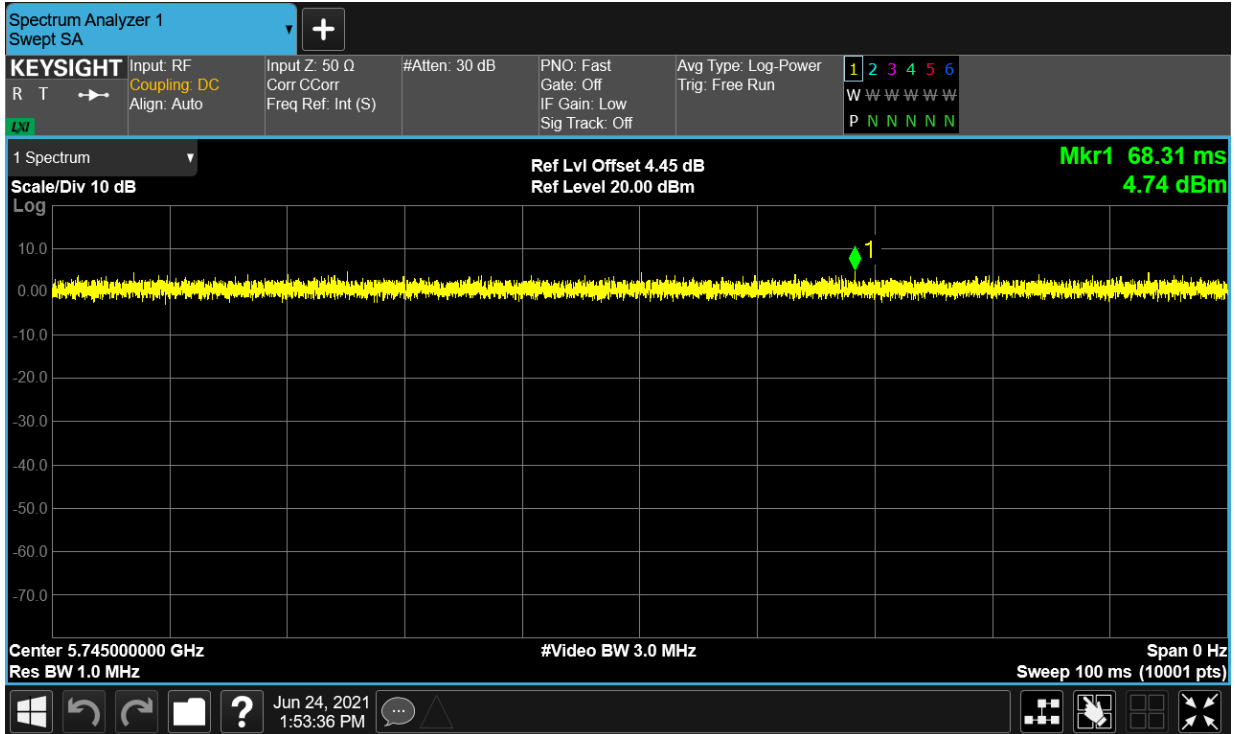 Spectrum Analyzer 1
Swept SA
KEYSIGHT
R T
LXI
Input: RF
Coupling: DC
Align: Auto
Input Z: 50 Ω
Corr CCorr
Freq Ref: Int (S)
#Atten: 30 dB
PNO: Fast
Gate: Off
IF Gain: Low
Sig Track: Off
Avg Type: Log-Power
Trig: Free Run
1 2 3 4 5 6
W W W W W W
P N N N N N
1 Spectrum
Scale/Div 10 dB
Log
Ref Lvl Offset 4.45 dB
Ref Level 20.00 dBm
Mkr1 68.31 ms
4.74 dBm
1
10.0
0.00
-10.0
-20.0
-30.0
-40.0
-50.0
-60.0
-70.0
Center 5.745000000 GHz
Res BW 1.0 MHz
#Video BW 3.0 MHz
Span 0 Hz
Sweep 100 ms (10001 pts)
?
Jun 24, 2021
1:53:36 PM